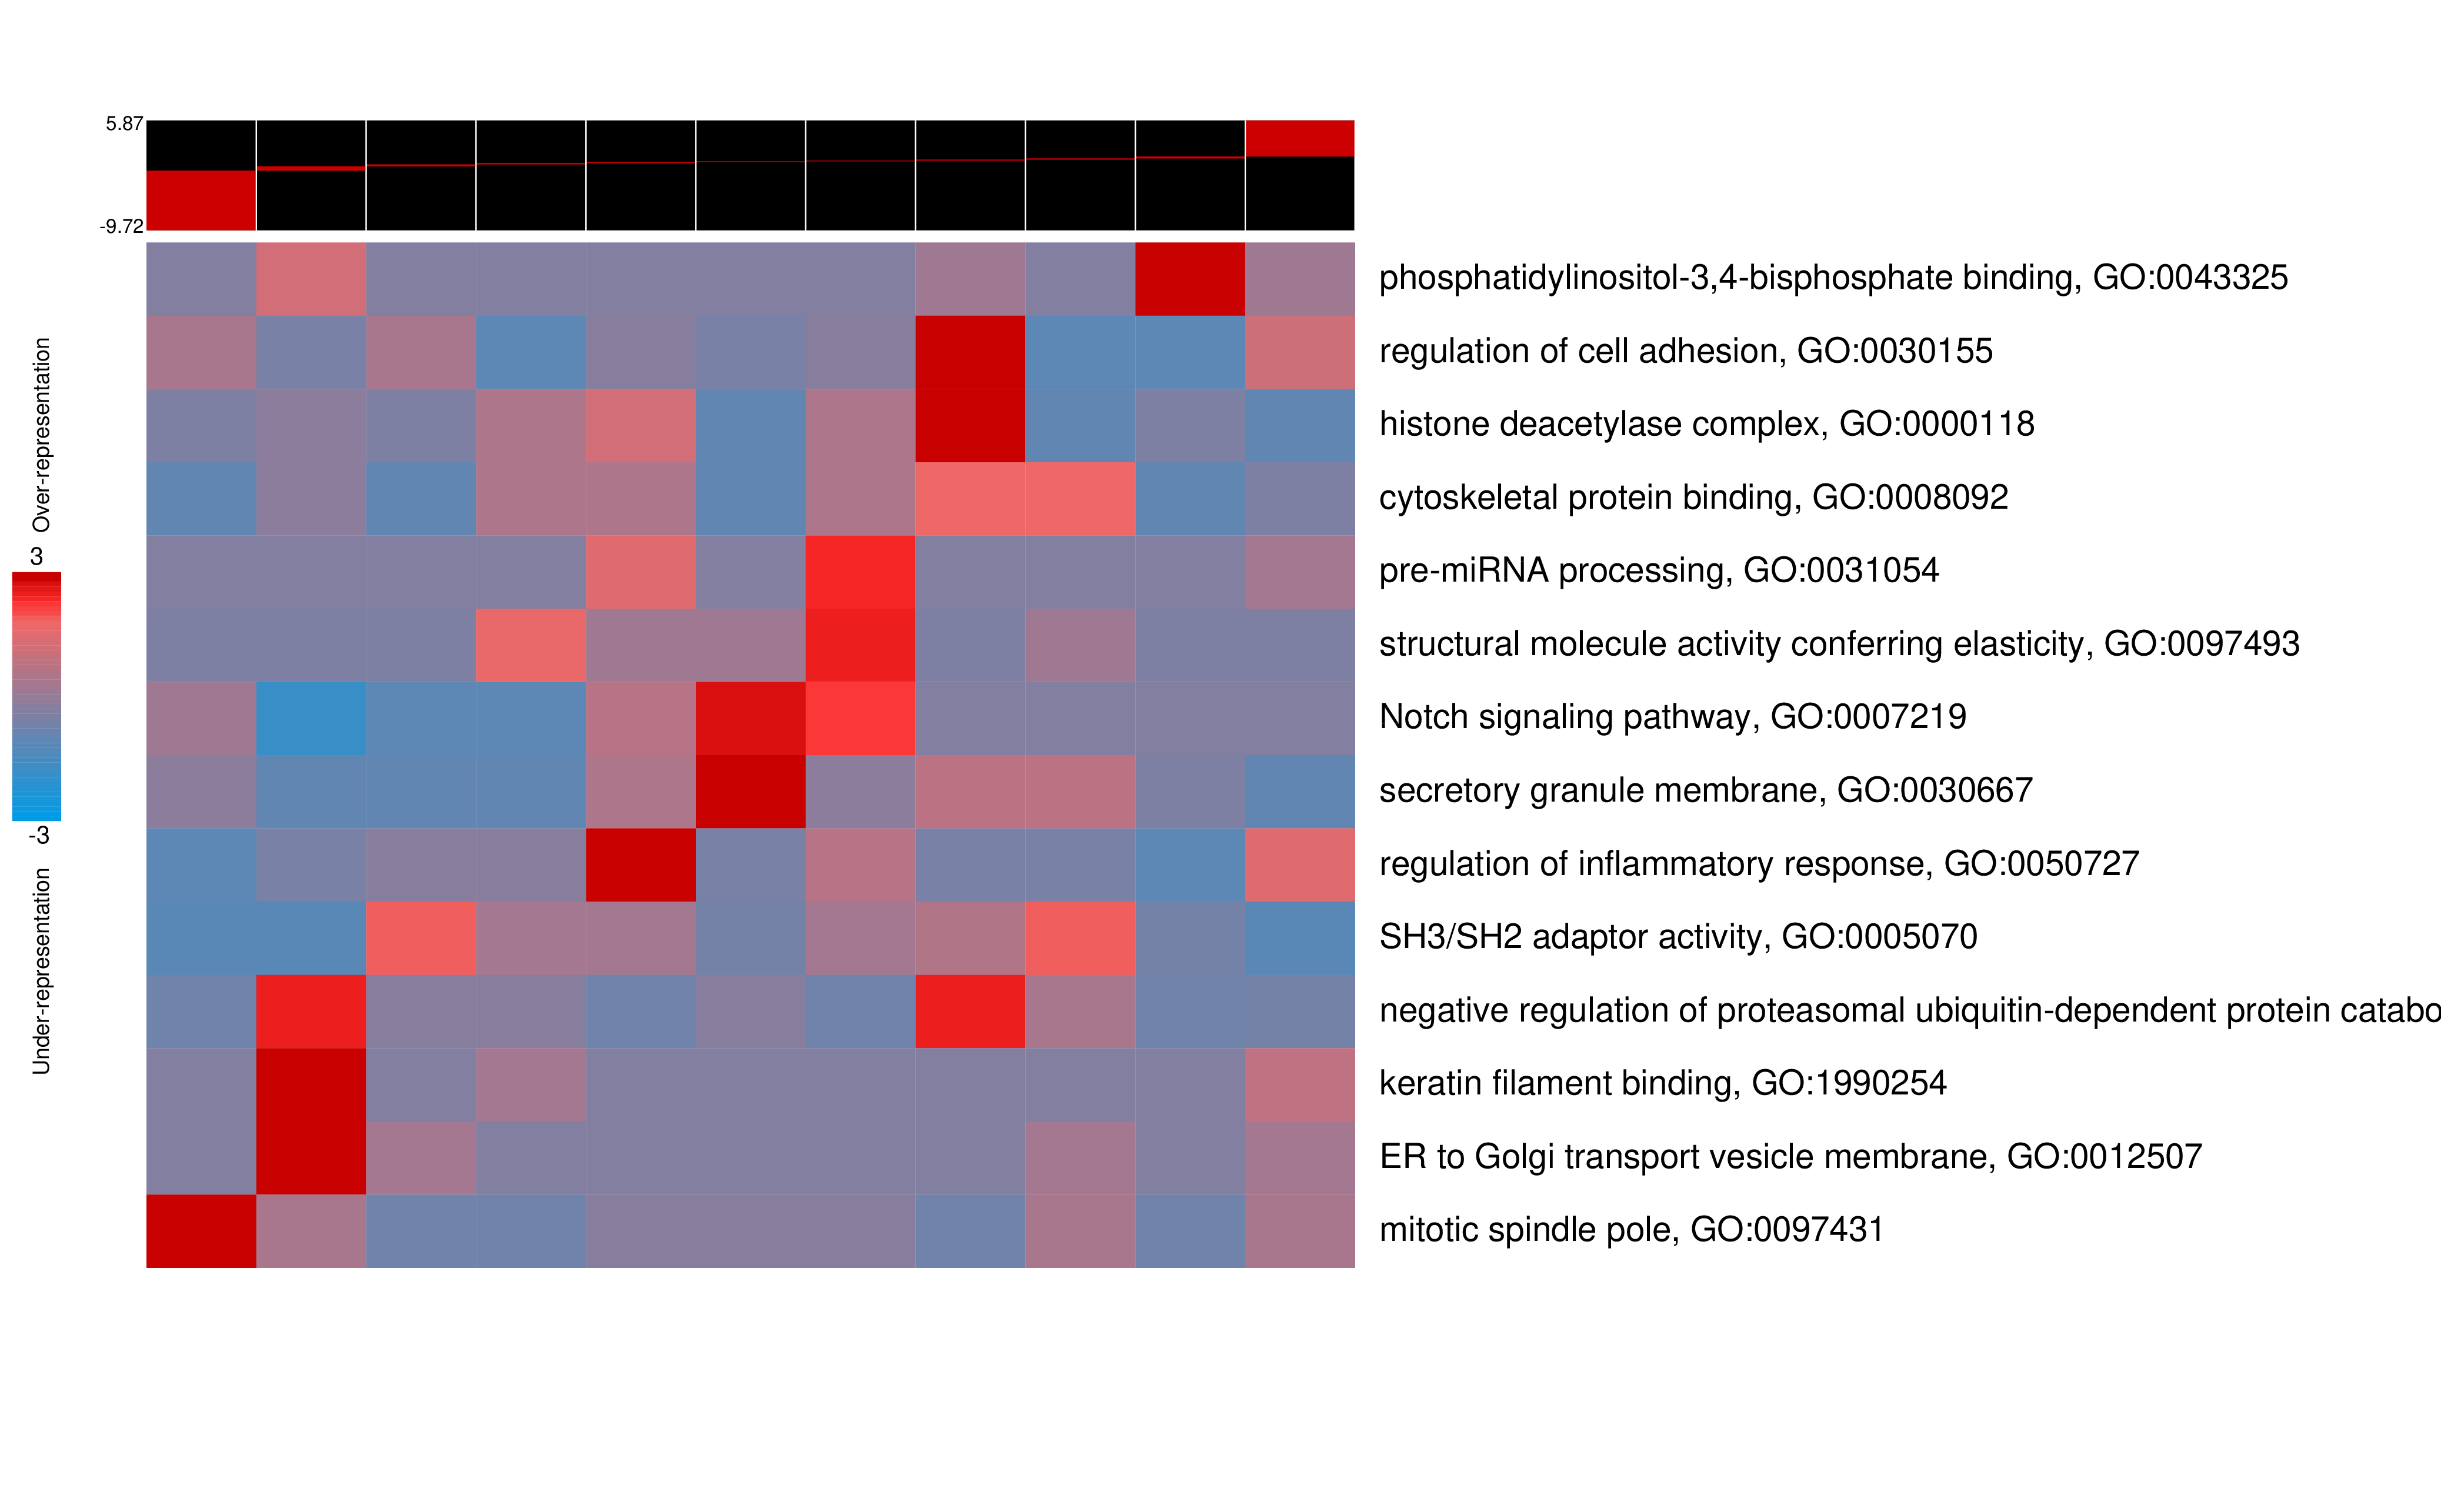 5.87
-9.72
phosphatidylinositol-3,4-bisphosphate binding, GO:0043325
regulation of cell adhesion, GO:0030155
histone deacetylase complex, GO:0000118
cytoskeletal protein binding, GO:0008092
pre-miRNA processing, GO:0031054
structural molecule activity conferring elasticity, GO:0097493
Notch signaling pathway, GO:0007219
secretory granule membrane, GO:0030667
regulation of inflammatory response, GO:0050727
SH3/SH2 adaptor activity, GO:0005070
negative regulation of proteasomal ubiquitin-dependent protein catabo
keratin filament binding, GO:1990254
ER to Golgi transport vesicle membrane, GO:0012507
mitotic spindle pole, GO:0097431
Over-representation
3
-3
Under-representation